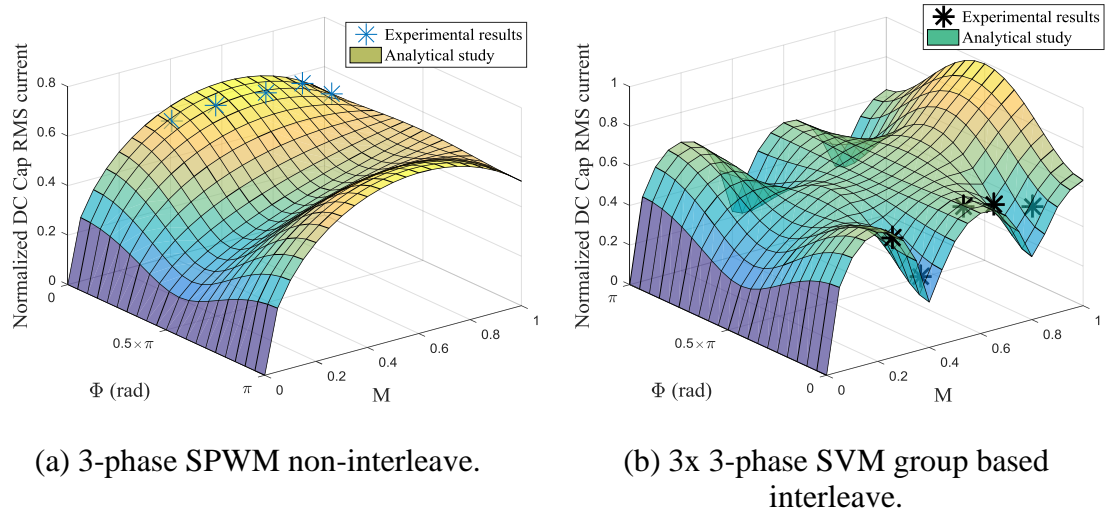 Experimental results
Analytical study
Normalized DC Cap RMS current
0.8
0.6
0.4
0.2
0
0
0.5×π
π
Φ (rad)
0
0.2
0.4
0.6
0.8
1
M
(a) 3-phase SPWM non-interleave.
Experimental results
Analytical study
Normalized DC Cap RMS current
1
0.8
0.6
0.4
0.2
0
π
0.5×π
0
Φ (rad)
0
0.2
0.4
0.6
0.8
1
M
(b) 3x 3-phase SVM group based
interleave.